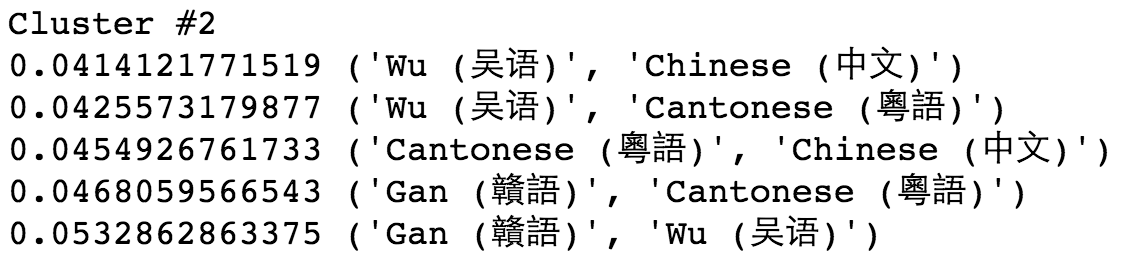 Cluster #2
0.0414121771519 ('Wu (吴语)', 'Chinese (中文)')
0.0425573179877 ('Wu (吴语)', 'Cantonese (粵語)')
0.0454926761733 ('Cantonese (粵語)', 'Chinese (中文)')
0.0468059566543 ('Gan (贛語)', 'Cantonese (粵語)')
0.0532862863375 ('Gan (贛語)', 'Wu (吴语)')